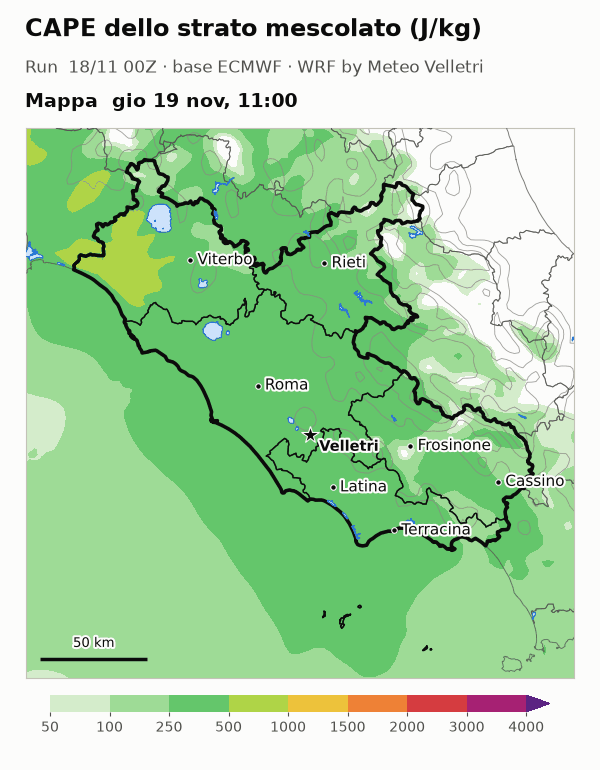 CAPE dello strato mescolato (J/kg)
Run  18/11 00Z · base ECMWF · WRF by Meteo Velletri
Mappa  gio 19 nov, 11:00
Viterbo
Rieti
Roma
Velletri
Frosinone
Latina
Cassino
Terracina
50 km
50 100 250 500 1000 1500 2000 3000 4000